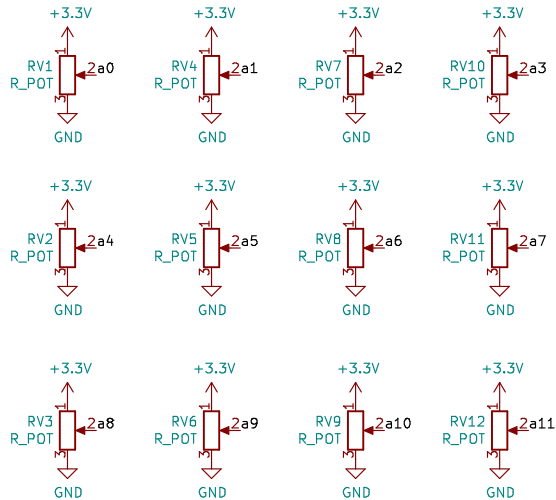 +3.3V +3.3V +3.3V +3.3V
1 1 1 1
RV1 2 a0 RV4 2 a1 RV7 2 a2 RV10 2 a3
R_POT R_POT R_POT R_POT
3 3 3 3
GND GND GND GND
+3.3V +3.3V +3.3V +3.3V
1 1 1 1
RV2 2 a4 RV5 2 a5 RV8 2 a6 RV11 2 a7
R_POT R_POT R_POT R_POT
3 3 3 3
GND GND GND GND
+3.3V +3.3V +3.3V +3.3V
1 1 1 1
RV3 2 a8 RV6 2 a9 RV9 2 a10 RV12 2 a11
R_POT R_POT R_POT R_POT
3 3 3 3
GND GND GND GND